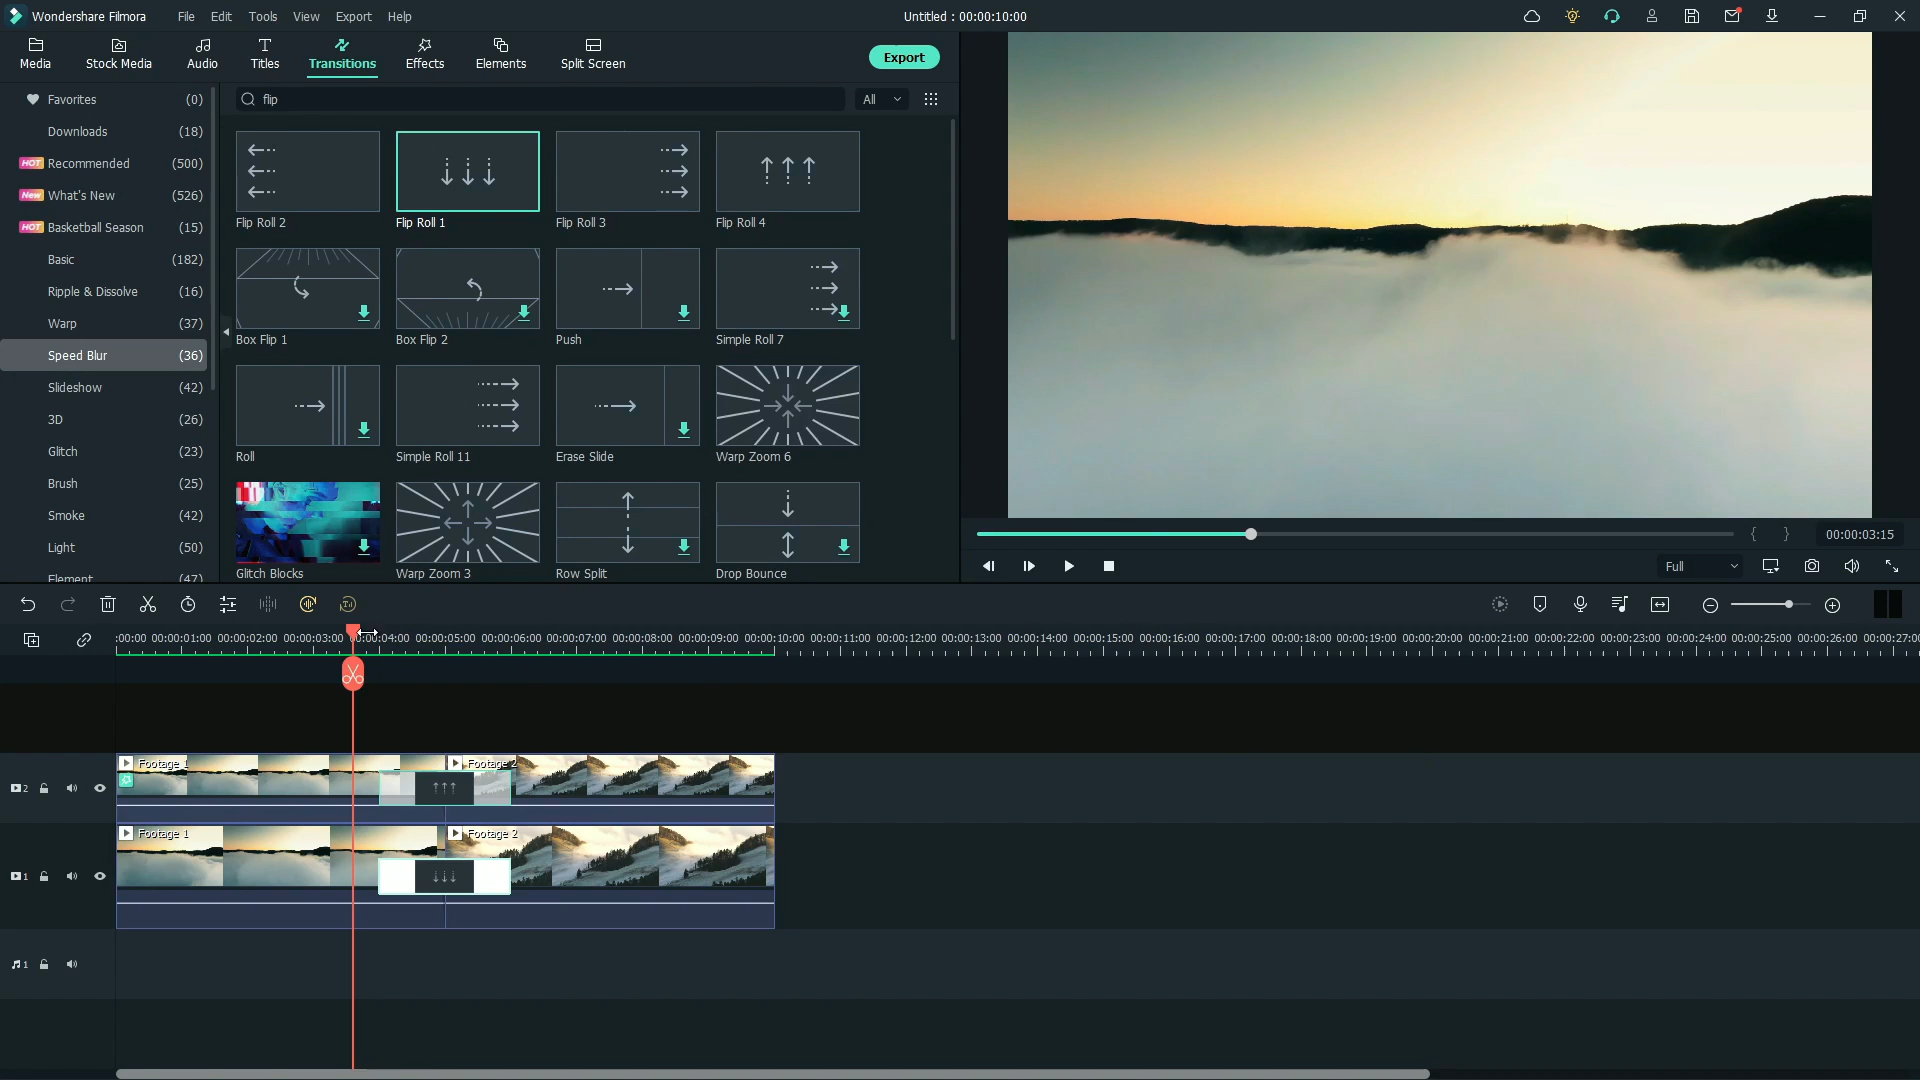 Wondershare Filmora File Edit Tools View Export Help Untitled : 00:00:10:00
Media Stock Media Audio Titles Transitions Effects Elements Split Screen Export
Favorites (0)
Downloads (18)
HOT Recommended (500)
New What's New (526)
HOT Basketball Season (15)
Basic (182)
Ripple & Dissolve (16)
Warp (37)
Speed Blur (36)
Slideshow (42)
3D (26)
Glitch (23)
Brush (25)
Smoke (42)
Light (50)
Element (47)
flip All
Flip Roll 2 Flip Roll 1 Flip Roll 3 Flip Roll 4
Box Flip 1 Box Flip 2 Push Simple Roll 7
Roll Simple Roll 11 Erase Slide Warp Zoom 6
Glitch Blocks Warp Zoom 3 Row Split Drop Bounce
{ } 00:00:03:15
Full
:00:00 00:00:01:00 00:00:02:00 00:00:03:00 00:00:04:00 00:00:05:00 00:00:06:00 00:00:07:00 00:00:08:00 00:00:09:00 00:00:10:00 00:00:11:00 00:00:12:00 00:00:13:00 00:00:14:00 00:00:15:00 00:00:16:00 00:00:17:00 00:00:18:00 00:00:19:00 00:00:20:00 00:00:21:00 00:00:22:00 00:00:23:00 00:00:24:00 00:00:25:00 00:00:26:00 00:00:27:00
2 Footage 1 Footage 2
1 Footage 1 Footage 2
1